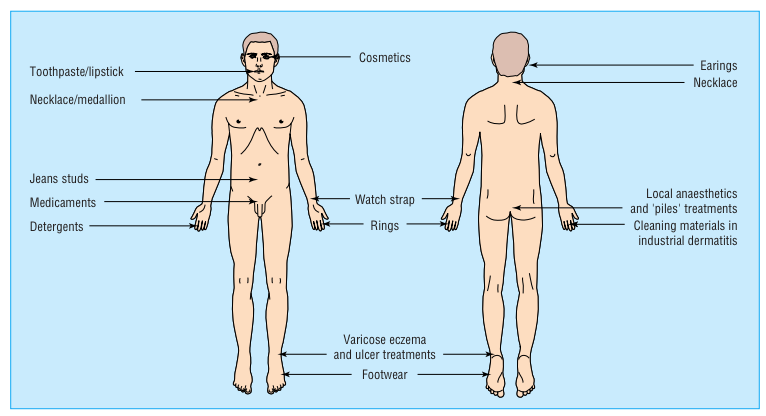 Cosmetics
Toothpaste/lipstick
Necklace/medallion
Jeans studs
Medicaments
Detergents
Watch strap
Rings
Varicose eczema
and ulcer treatments
Footwear
Earings
Necklace
Local anaesthetics
and 'piles' treatments
Cleaning materials in
industrial dermatitis